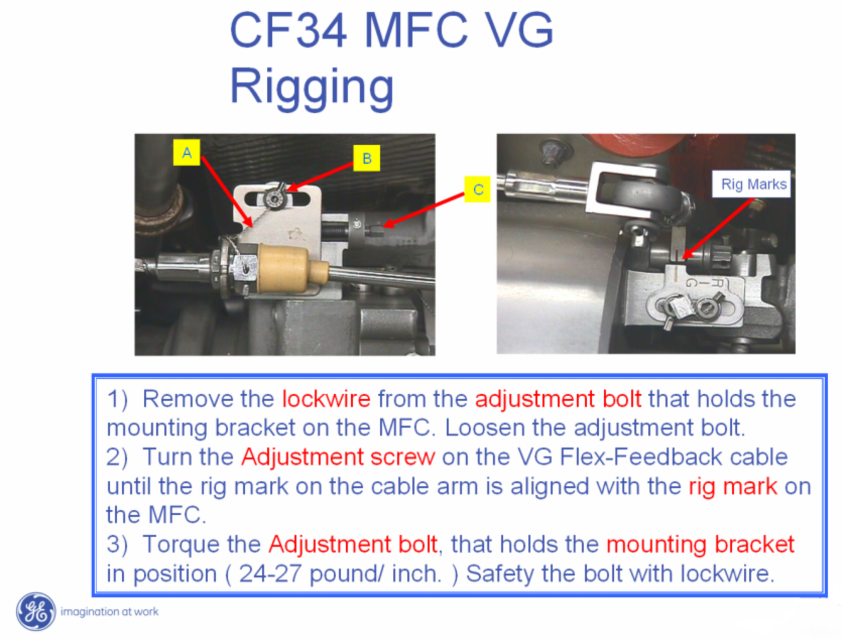 CF34 MFC VG
Rigging
A
B
C
Rig Marks
RIG
1) Remove the lockwire from the adjustment bolt that holds the
mounting bracket on the MFC. Loosen the adjustment bolt.
2) Turn the Adjustment screw on the VG Flex-Feedback cable
until the rig mark on the cable arm is aligned with the rig mark on
the MFC.
3) Torque the Adjustment bolt, that holds the mounting bracket
in position ( 24-27 pound/ inch. ) Safety the bolt with lockwire.
GE imagination at work